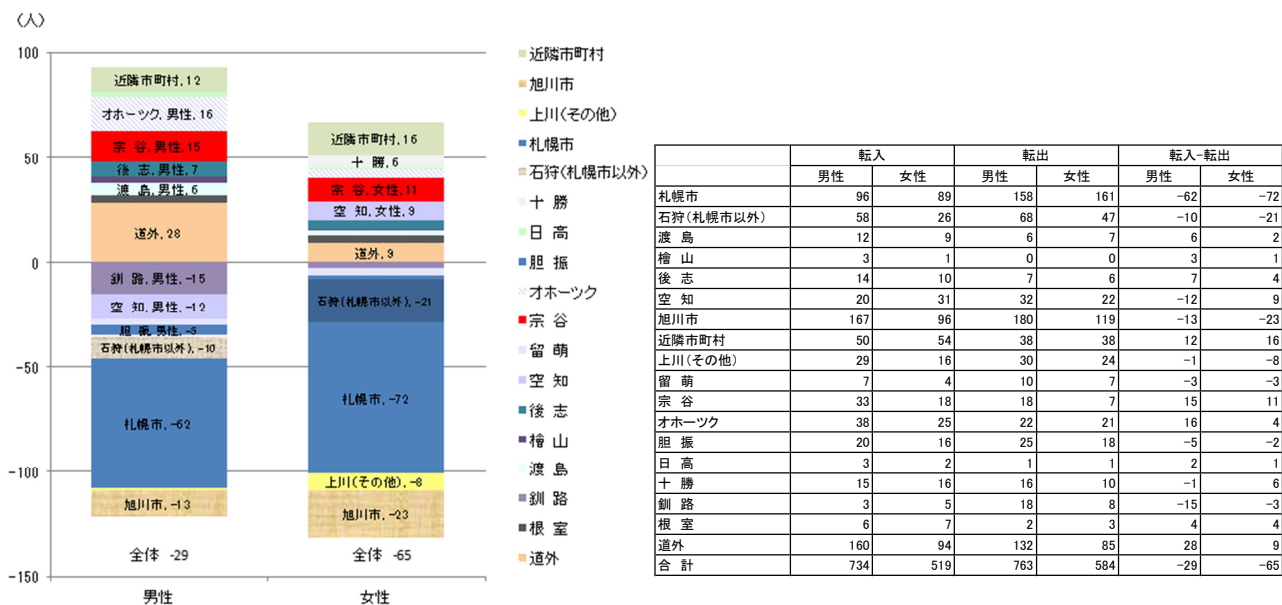 (人)
100
50
0
-50
-100
-150
近隣市町村, 12
オホーツク, 男性, 16
宗 谷, 男性, 15
後 志, 男性, 7
渡 島, 男性, 6
道外, 28
釧 路, 男性, -15
空 知, 男性, -12
胆 振, 男性, -5
石狩(札幌市以外), -10
札幌市, -62
旭川市, -13
全体 -29
男性
近隣市町村, 16
十 勝, 6
宗 谷, 女性, 11
空 知, 女性, 9
道外, 9
石狩(札幌市以外), -21
札幌市, -72
上川(その他), -8
旭川市, -23
全体 -65
女性
近隣市町村
旭川市
上川(その他)
札幌市
石狩(札幌市以外)
十 勝
日 高
胆 振
オホーツク
宗 谷
留 萌
空 知
後 志
檜 山
渡 島
釧 路
根 室
道外
転入 転出 転入-転出
男性 女性 男性 女性 男性 女性
札幌市 96 89 158 161 -62 -72
石狩(札幌市以外) 58 26 68 47 -10 -21
渡 島 12 9 6 7 6 2
檜 山 3 1 0 0 3 1
後 志 14 10 7 6 7 4
空 知 20 31 32 22 -12 9
旭川市 167 96 180 119 -13 -23
近隣市町村 50 54 38 38 12 16
上川(その他) 29 16 30 24 -1 -8
留 萌 7 4 10 7 -3 -3
宗 谷 33 18 18 7 15 11
オホーツク 38 25 22 21 16 4
胆 振 20 16 25 18 -5 -2
日 高 3 2 1 1 2 1
十 勝 15 16 16 10 -1 6
釧 路 3 5 18 8 -15 -3
根 室 6 7 2 3 4 4
道外 160 94 132 85 28 9
合 計 734 519 763 584 -29 -65